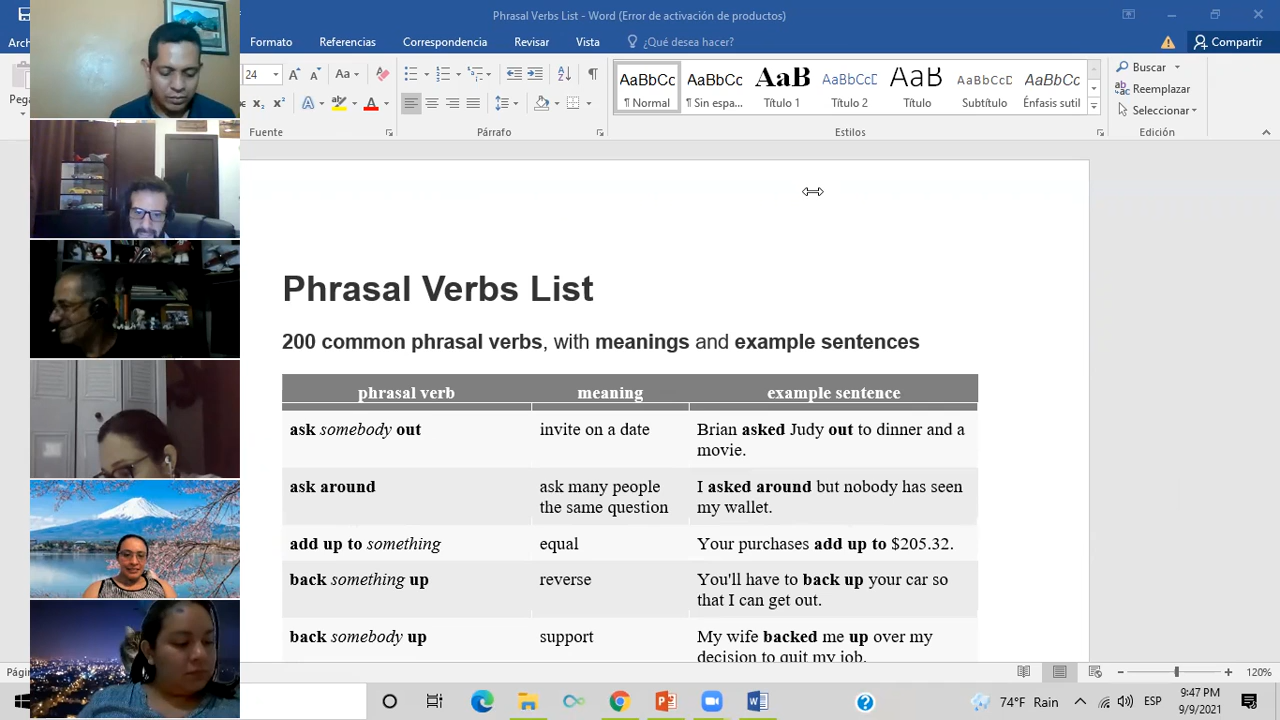 Phrasal Verbs List - Word (Error de activación de productos)
Compartir
Referencias
Correspondencia
Revisar
Vista
Ayuda
¿Qué desea hacer?
24
Aa
AaBbCc
AaBbCc
AaB
AaBbCcD
AaB
AaBbCcD
AaBbCc
¶ Normal
¶ Sin espa...
Título 1
Título 2
Título
Subtítulo
Énfasis sutil
Buscar
Reemplazar
Seleccionar
Fuente
Párrafo
Estilos
Edición
Phrasal Verbs List
200 common phrasal verbs, with meanings and example sentences
phrasal verb meaning example sentence
ask somebody out invite on a date Brian asked Judy out to dinner and a
movie.
ask around ask many people I asked around but nobody has seen
the same question my wallet.
add up to something equal Your purchases add up to $205.32.
back something up reverse You'll have to back up your car so
that I can get out.
back somebody up support My wife backed me up over my
decision to quit my job.
120%
74°F Rain
ESP
9:47 PM
9/9/2021